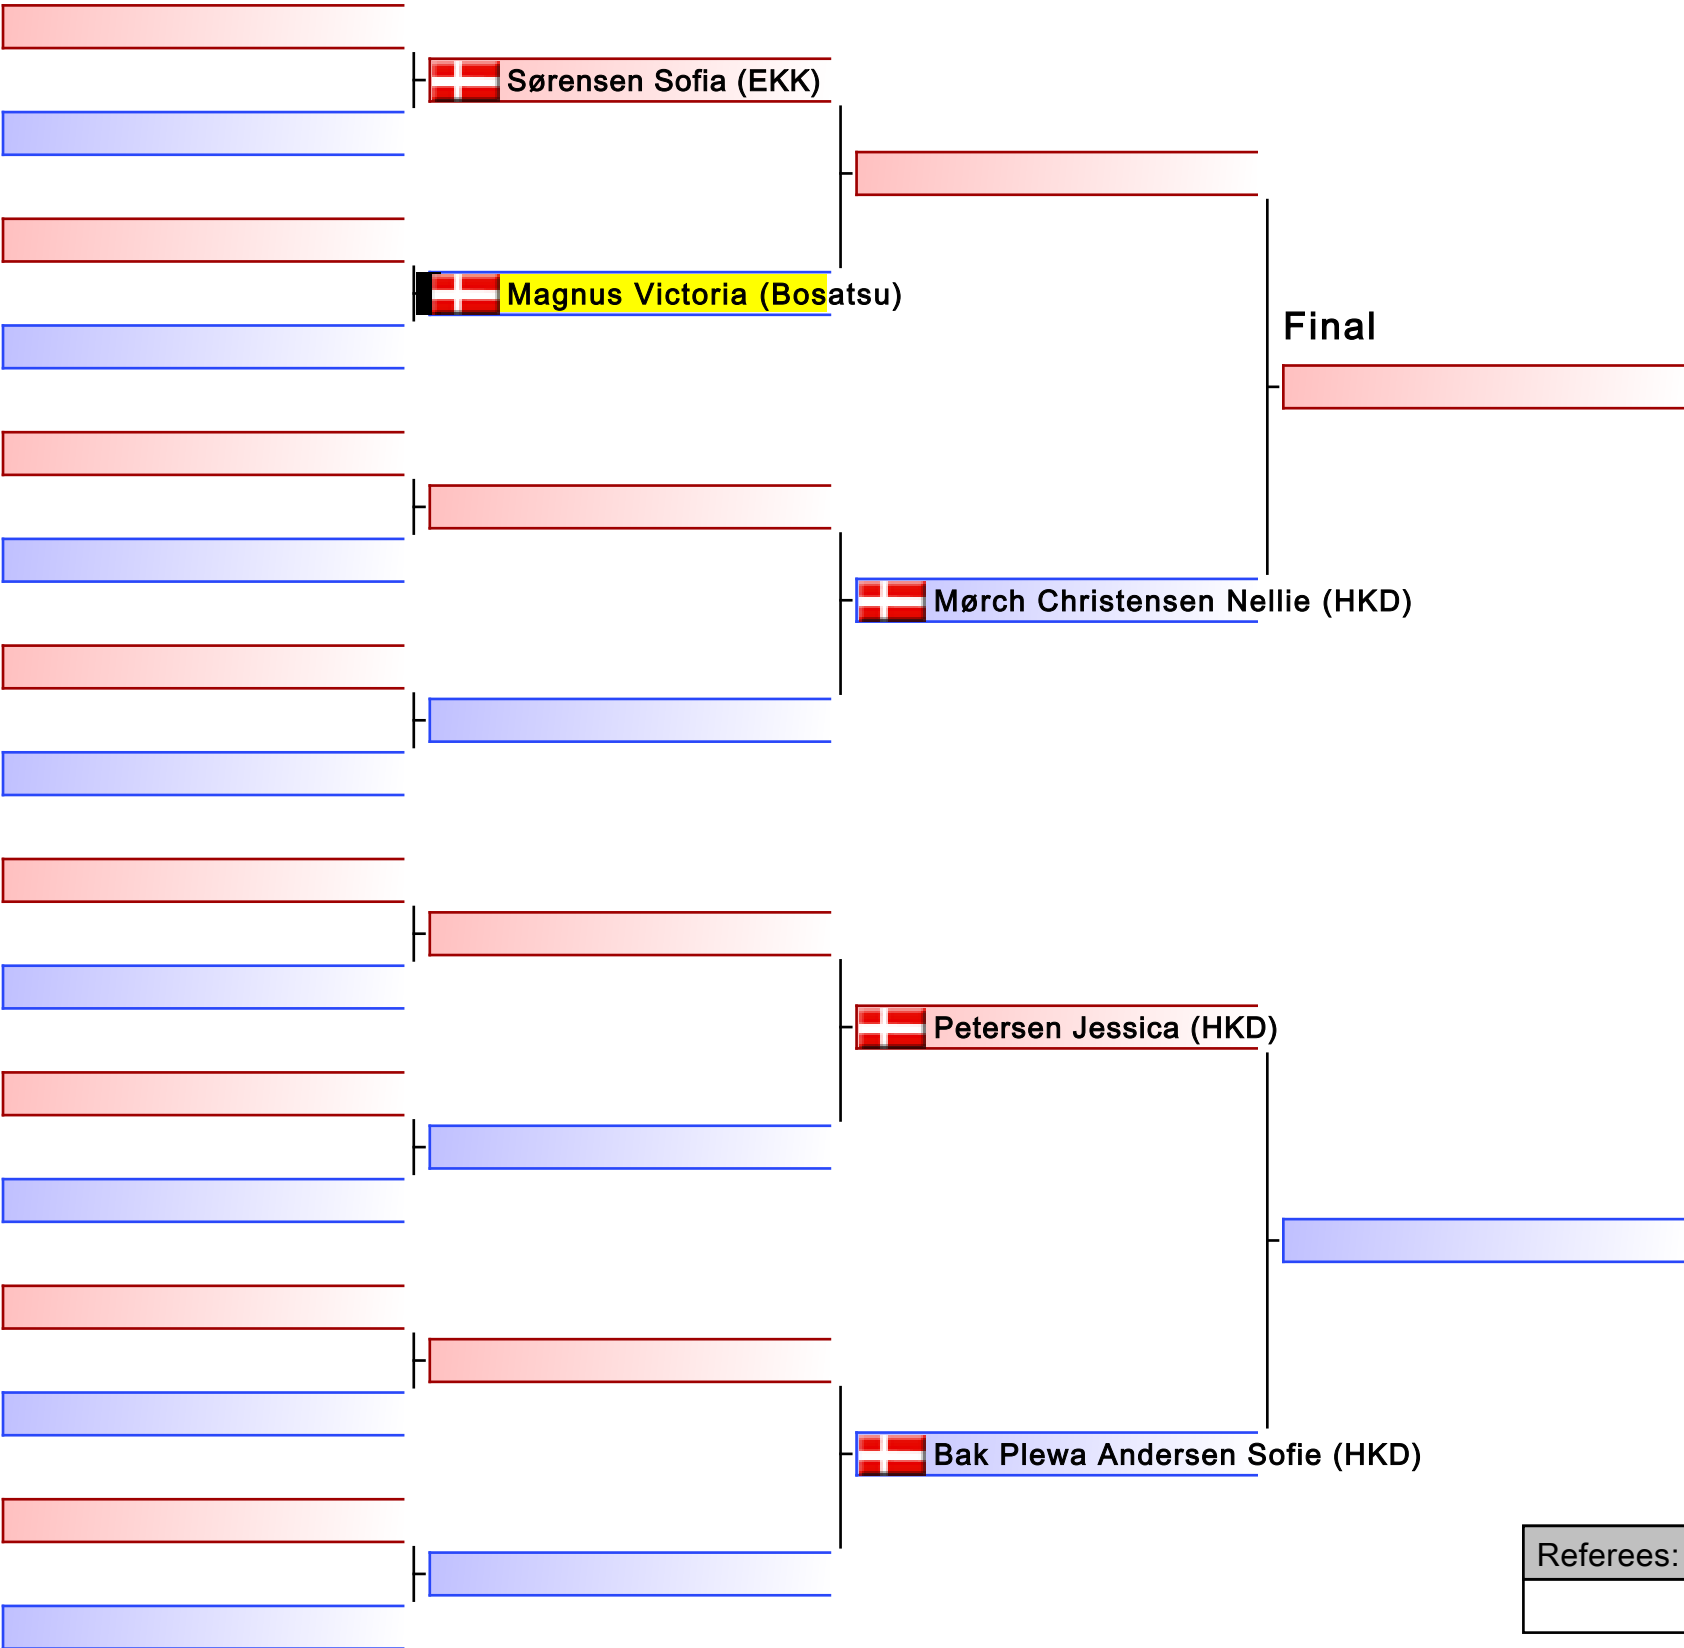 Sørensen Sofia (EKK)
Magnus Victoria (Bosatsu)
Final
Mørch Christensen Nellie (HKD)
Petersen Jessica (HKD)
Bak Plewa Andersen Sofie (HKD)
Referees: